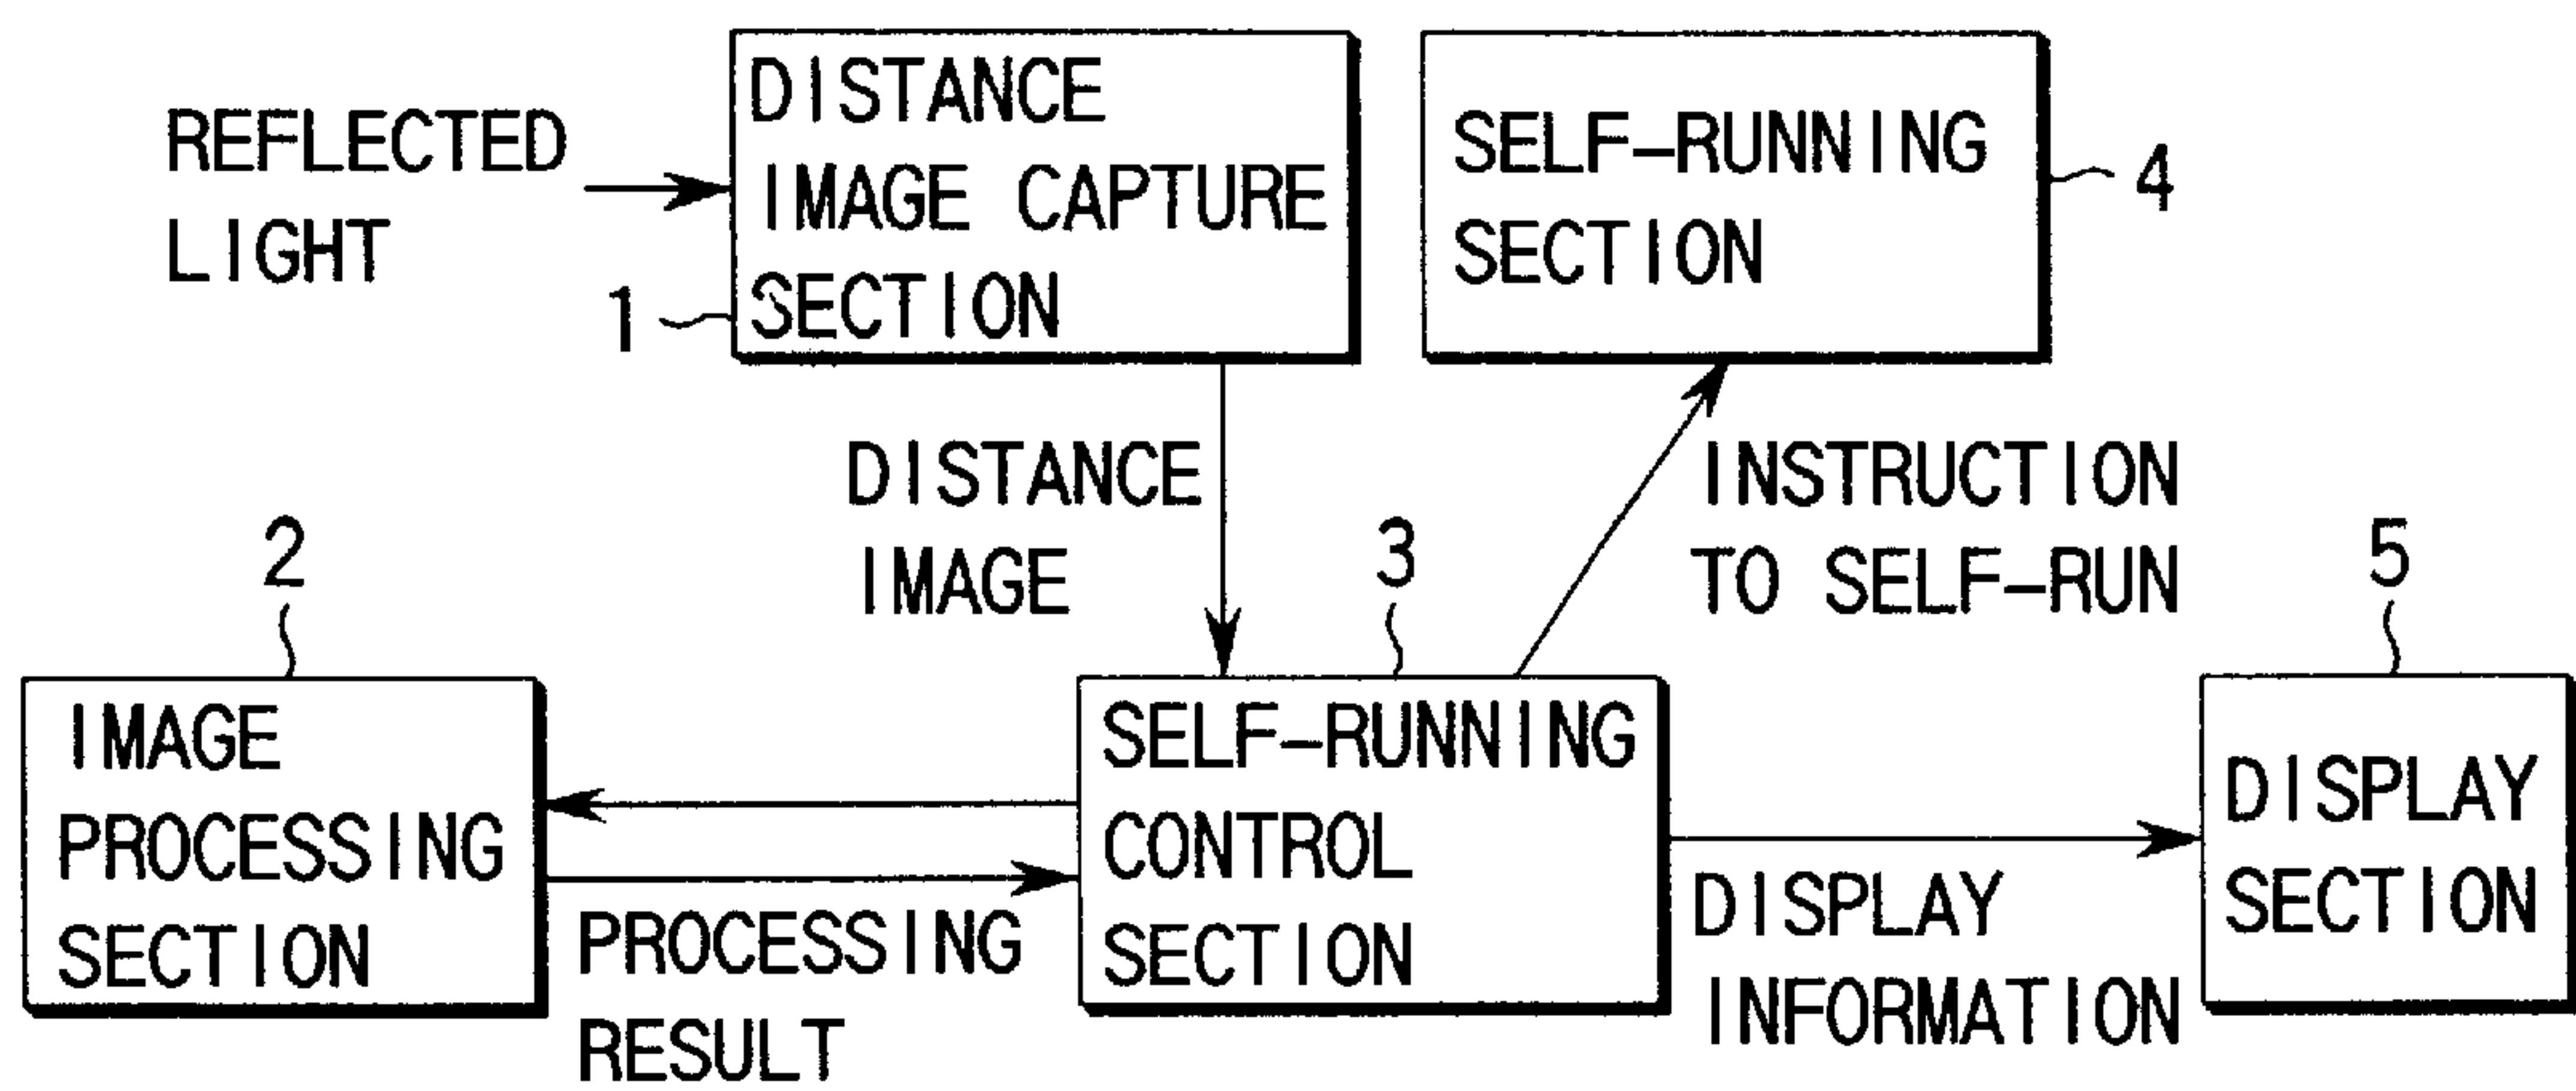 REFLECTED
LIGHT
1
DISTANCE
IMAGE CAPTURE
SECTION
SELF-RUNNING
SECTION
4
DISTANCE
IMAGE
INSTRUCTION
TO SELF-RUN
2
IMAGE
PROCESSING
SECTION
PROCESSING
RESULT
3
SELF-RUNNING
CONTROL
SECTION
DISPLAY
INFORMATION
5
DISPLAY
SECTION